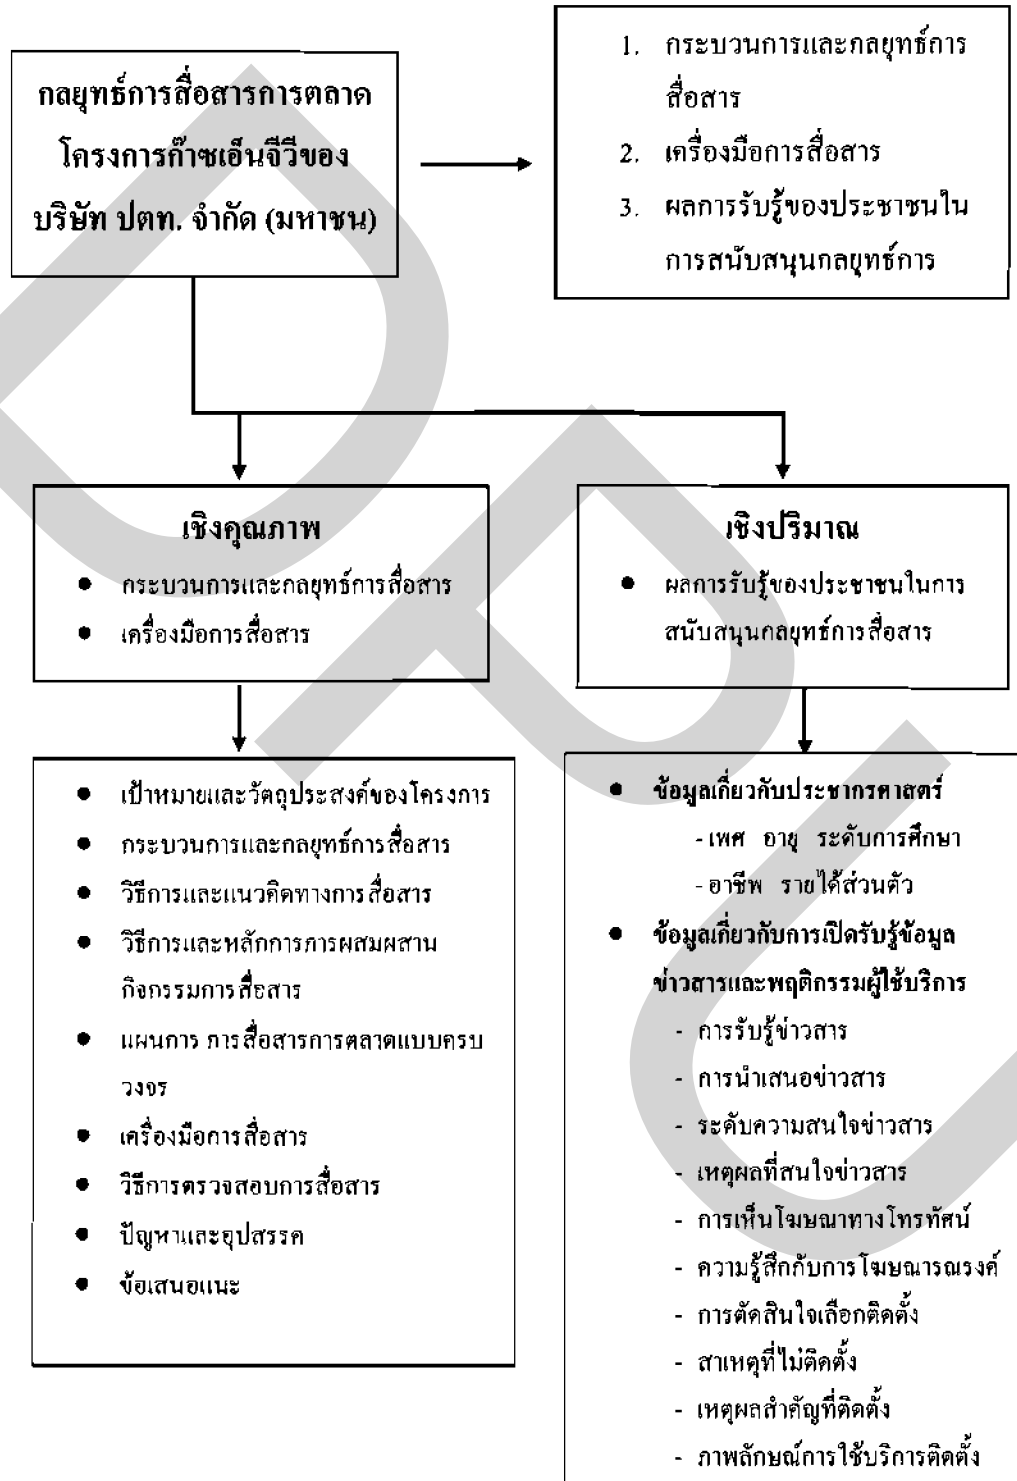 กลยุทธ์การสื่อสารการตลาด
โครงการก๊าซเอ็นจีวีของ
บริษัท ปตท. จำกัด (มหาชน)
1. กระบวนการและกลยุทธ์การ
สื่อสาร
2. เครื่องมือการสื่อสาร
3. ผลการรับรู้ของประชาชนใน
การสนับสนุนกลยุทธ์การ
เชิงคุณภาพ
● กระบวนการและกลยุทธ์การสื่อสาร
● เครื่องมือการสื่อสาร
เชิงปริมาณ
● ผลการรับรู้ของประชาชนในการ
สนับสนุนกลยุทธ์การสื่อสาร
● เป้าหมายและวัตถุประสงค์ของโครงการ
● กระบวนการและกลยุทธ์การสื่อสาร
● วิธีการและแนวคิดทางการสื่อสาร
● วิธีการและหลักการการผสมผสาน
กิจกรรมการสื่อสาร
● แผนการ การสื่อสารการตลาดแบบครบ
วงจร
● เครื่องมือการสื่อสาร
● วิธีการตรวจสอบการสื่อสาร
● ปัญหาและอุปสรรค
● ข้อเสนอแนะ
● ข้อมูลเกี่ยวกับประชากรศาสตร์
- เพศ อายุ ระดับการศึกษา
- อาชีพ รายได้ส่วนตัว
● ข้อมูลเกี่ยวกับการเปิดรับรู้ข้อมูล
ข่าวสารและพฤติกรรมผู้ใช้บริการ
- การรับรู้ข่าวสาร
- การนำเสนอข่าวสาร
- ระดับความสนใจข่าวสาร
- เหตุผลที่สนใจข่าวสาร
- การเห็นโฆษณาทางโทรทัศน์
- ความรู้สึกกับการโฆษณารณรงค์
- การตัดสินใจเลือกติดตั้ง
- สาเหตุที่ไม่ติดตั้ง
- เหตุผลสำคัญที่ติดตั้ง
- ภาพลักษณ์การใช้บริการติดตั้ง
DPU